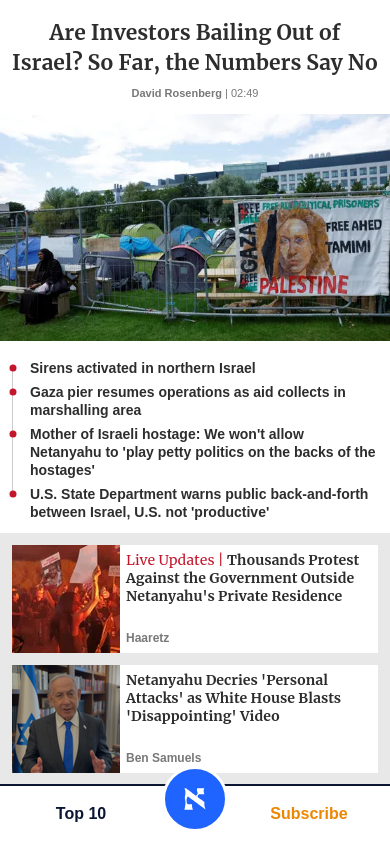 Are Investors Bailing Out of
Israel? So Far, the Numbers Say No
David Rosenberg | 02:49
FREE
FREE
GAZA
FREE
FREE AHED
TAMIMI
PALESTINE
Sirens activated in northern Israel
Gaza pier resumes operations as aid collects in
marshalling area
Mother of Israeli hostage: We won't allow
Netanyahu to 'play petty politics on the backs of the
hostages'
U.S. State Department warns public back-and-forth
between Israel, U.S. not 'productive'
Live Updates | Thousands Protest
Against the Government Outside
Netanyahu's Private Residence
Haaretz
Netanyahu Decries 'Personal
Attacks' as White House Blasts
'Disappointing' Video
Ben Samuels
Top 10
Subscribe